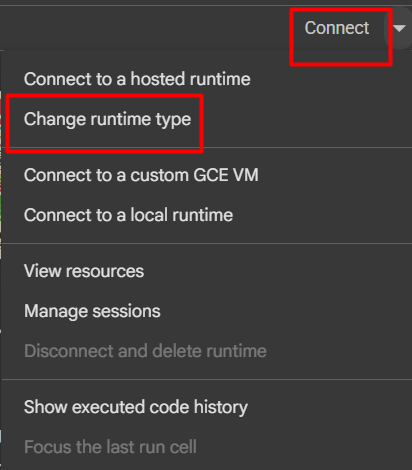 Connect
Connect to a hosted runtime
Change runtime type
Connect to a custom GCE VM
Connect to a local runtime
View resources
Manage sessions
Disconnect and delete runtime
Show executed code history
Focus the last run cell